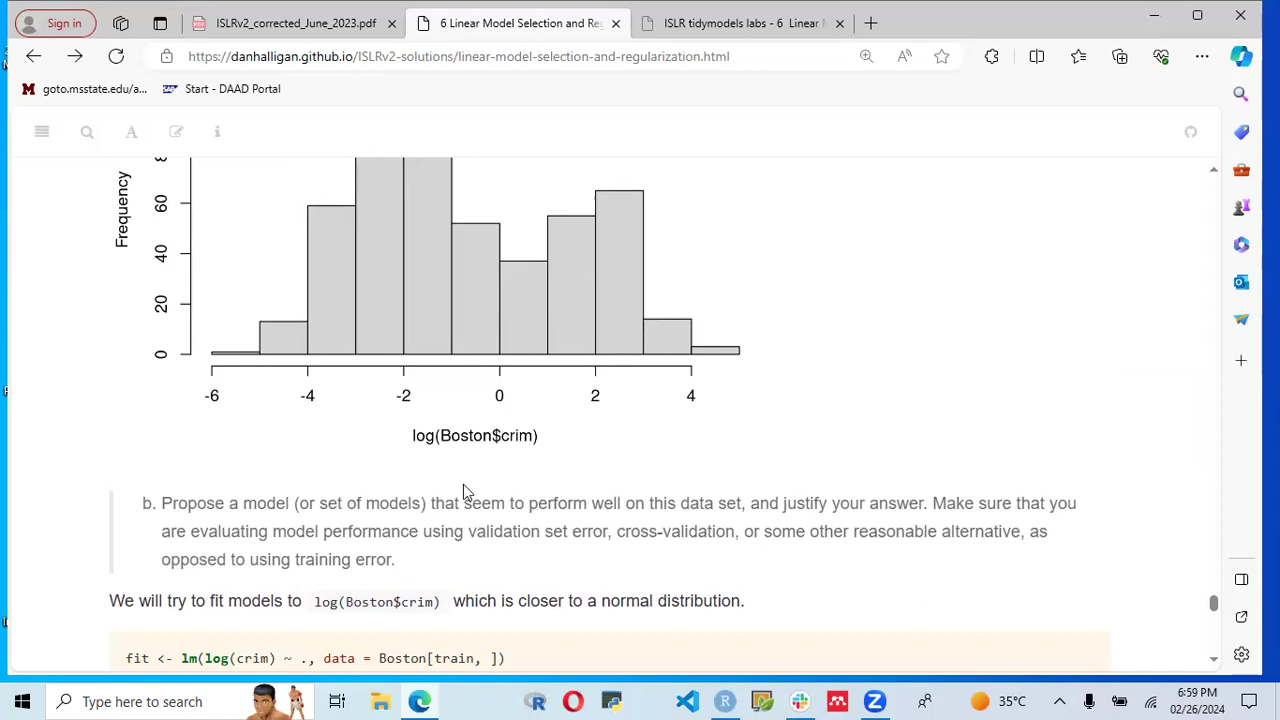 Sign in
ISLRv2_corrected_June_2023.pdf
6 Linear Model Selection and Re
ISLR tidymodels labs - 6 Linear M
https://danhalligan.github.io/ISLRv2-solutions/linear-model-selection-and-regularization.html
goto.msstate.edu/a...
Start - DAAD Portal
Frequency
60
40
20
0
-6 -4 -2 0 2 4
log(Boston$crim)
b. Propose a model (or set of models) that seem to perform well on this data set, and justify your answer. Make sure that you
are evaluating model performance using validation set error, cross-validation, or some other reasonable alternative, as
opposed to using training error.
We will try to fit models to log(Boston$crim) which is closer to a normal distribution.
fit <- lm(log(crim) ~ ., data = Boston[train, ])
Type here to search
35°C
6:59 PM
02/26/2024